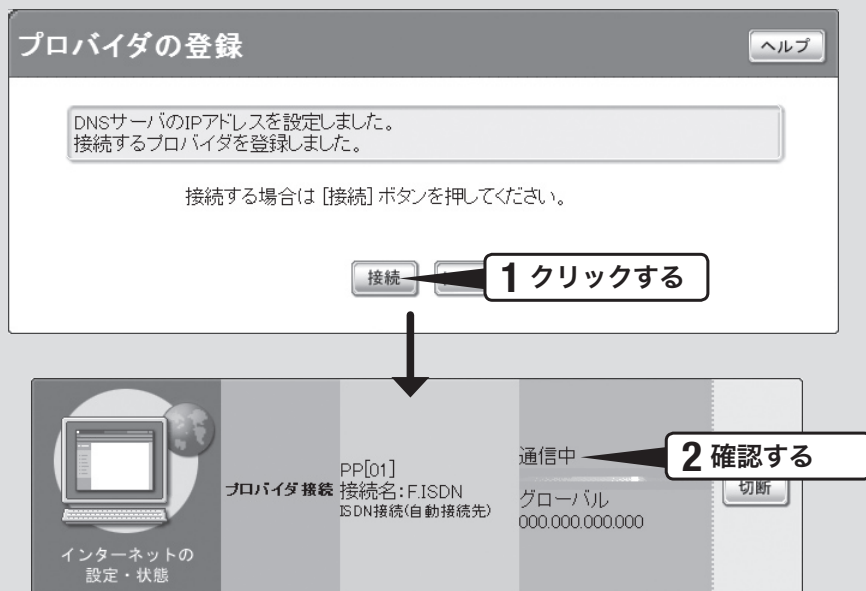 プロバイダの登録
ヘルプ
DNSサーバのIPアドレスを設定しました。
接続するプロバイダを登録しました。
接続する場合は [接続] ボタンを押してください。
接続
1 クリックする
インターネットの
設定・状態
プロバイダ接続
PP[01]
接続名:F.ISDN
ISDN接続(自動接続先)
通信中
2 確認する
グローバル
000.000.000.000
切断